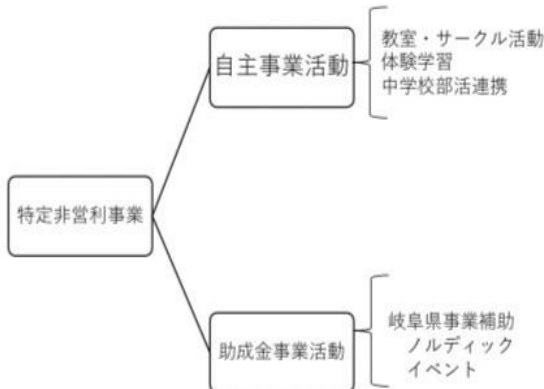 自主事業活動
教室・サークル活動
体験学習
中学校部活連携
特定非営利事業
助成金事業活動
岐阜県事業補助
ノルディック
イベント